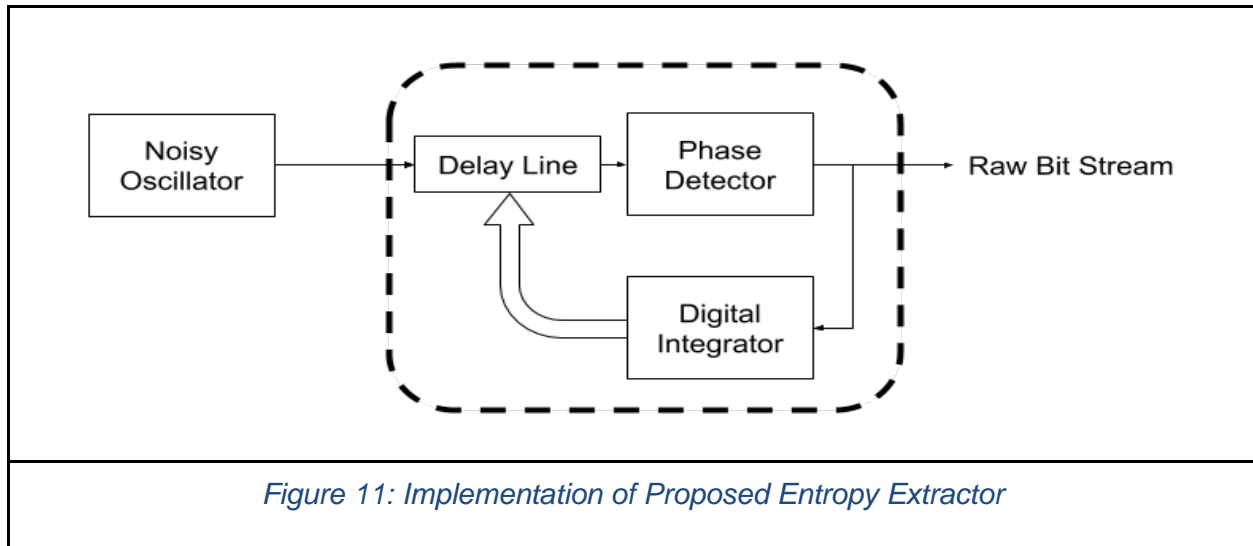 Noisy
Oscillator
Delay Line
Phase
Detector
Raw Bit Stream
Digital
Integrator
Figure 11: Implementation of Proposed Entropy Extractor